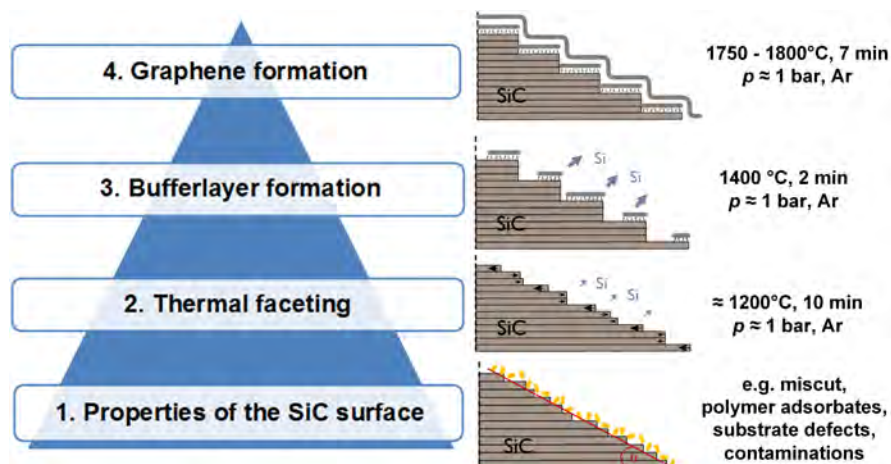 4. Graphene formation
SiC
1750 - 1800°C, 7 min
p ≈ 1 bar, Ar
3. Bufferlayer formation
Si
Si
SiC
1400 °C, 2 min
p ≈ 1 bar, Ar
2. Thermal faceting
Si
Si
SiC
≈ 1200°C, 10 min
p ≈ 1 bar, Ar
1. Properties of the SiC surface
SiC
e.g. miscut,
polymer adsorbates,
substrate defects,
contaminations